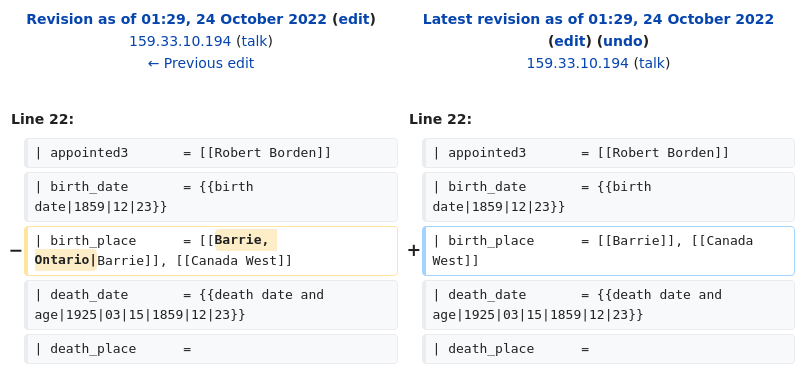 Revision as of 01:29, 24 October 2022 (edit)
159.33.10.194 (talk)
← Previous edit
Line 22:
| appointed3       = [[Robert Borden]]
| birth_date       = {{birth
date|1859|12|23}}
− | birth_place      = [[Barrie,
Ontario|Barrie]], [[Canada West]]
| death_date       = {{death date and
age|1925|03|15|1859|12|23}}
| death_place      =
Latest revision as of 01:29, 24 October 2022
(edit) (undo)
159.33.10.194 (talk)
Line 22:
| appointed3       = [[Robert Borden]]
| birth_date       = {{birth
date|1859|12|23}}
+ | birth_place      = [[Barrie]], [[Canada
West]]
| death_date       = {{death date and
age|1925|03|15|1859|12|23}}
| death_place      =